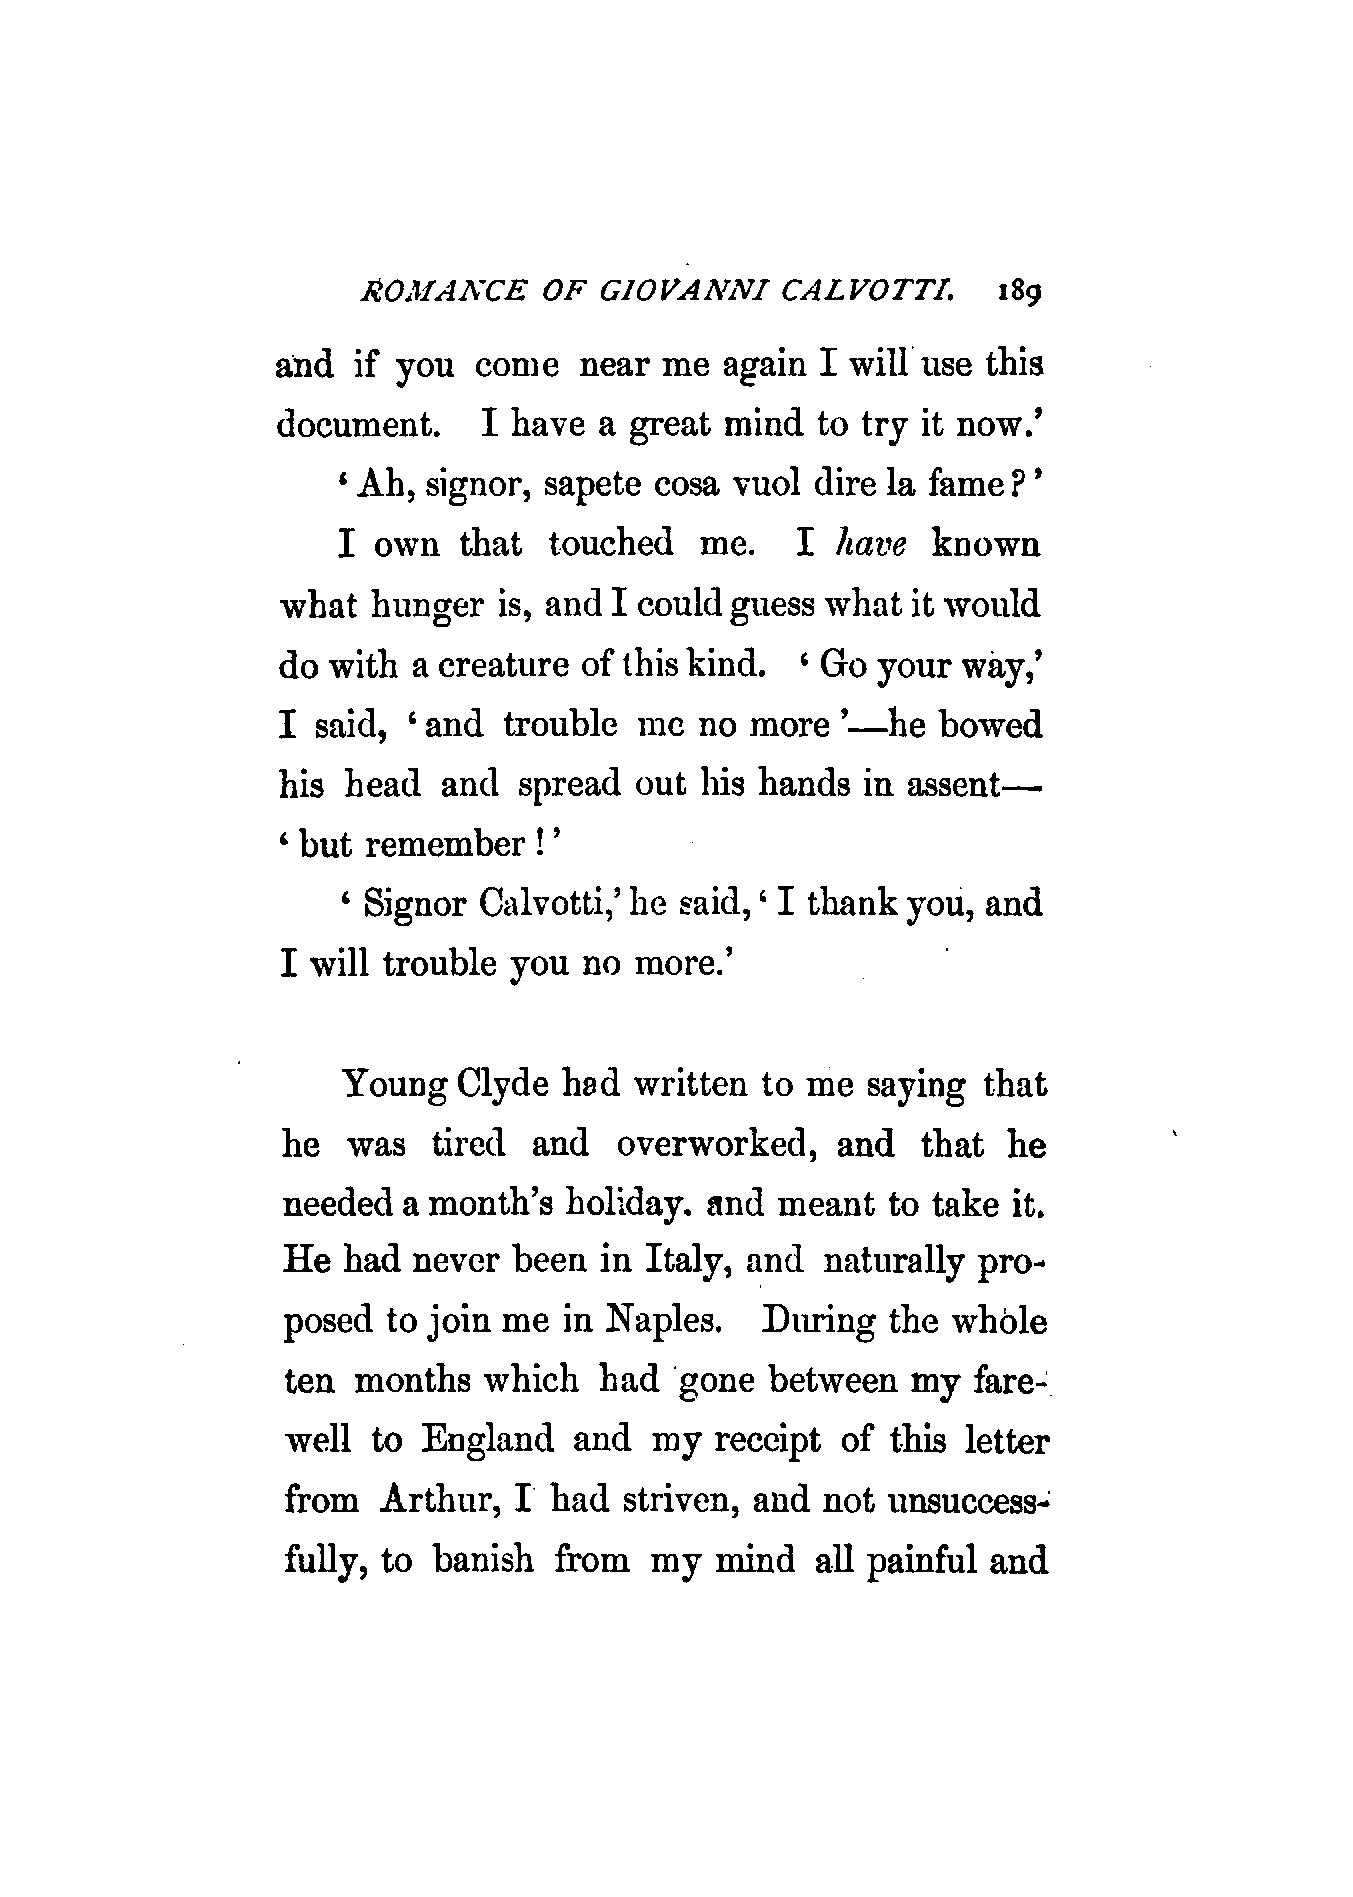 ROMANCE OF GIOVANNI CALVOTTI. 189
and if you come near me again I will use this
document. I have a great mind to try it now.’
‘Ah, signor, sapete cosa vuol dire la fame?’
I own that touched me. I have known
what hunger is, and I could guess what it would
do with a creature of this kind. ‘Go your way,’
I said, ‘and trouble me no more’—he bowed
his head and spread out his hands in assent—
‘but remember!’
‘Signor Calvotti,’ he said, ‘I thank you, and
I will trouble you no more.’
Young Clyde had written to me saying that
he was tired and overworked, and that he
needed a month’s holiday. and meant to take it.
He had never been in Italy, and naturally pro-
posed to join me in Naples. During the whole
ten months which had gone between my fare-
well to England and my receipt of this letter
from Arthur, I had striven, and not unsuccess-
fully, to banish from my mind all painful and